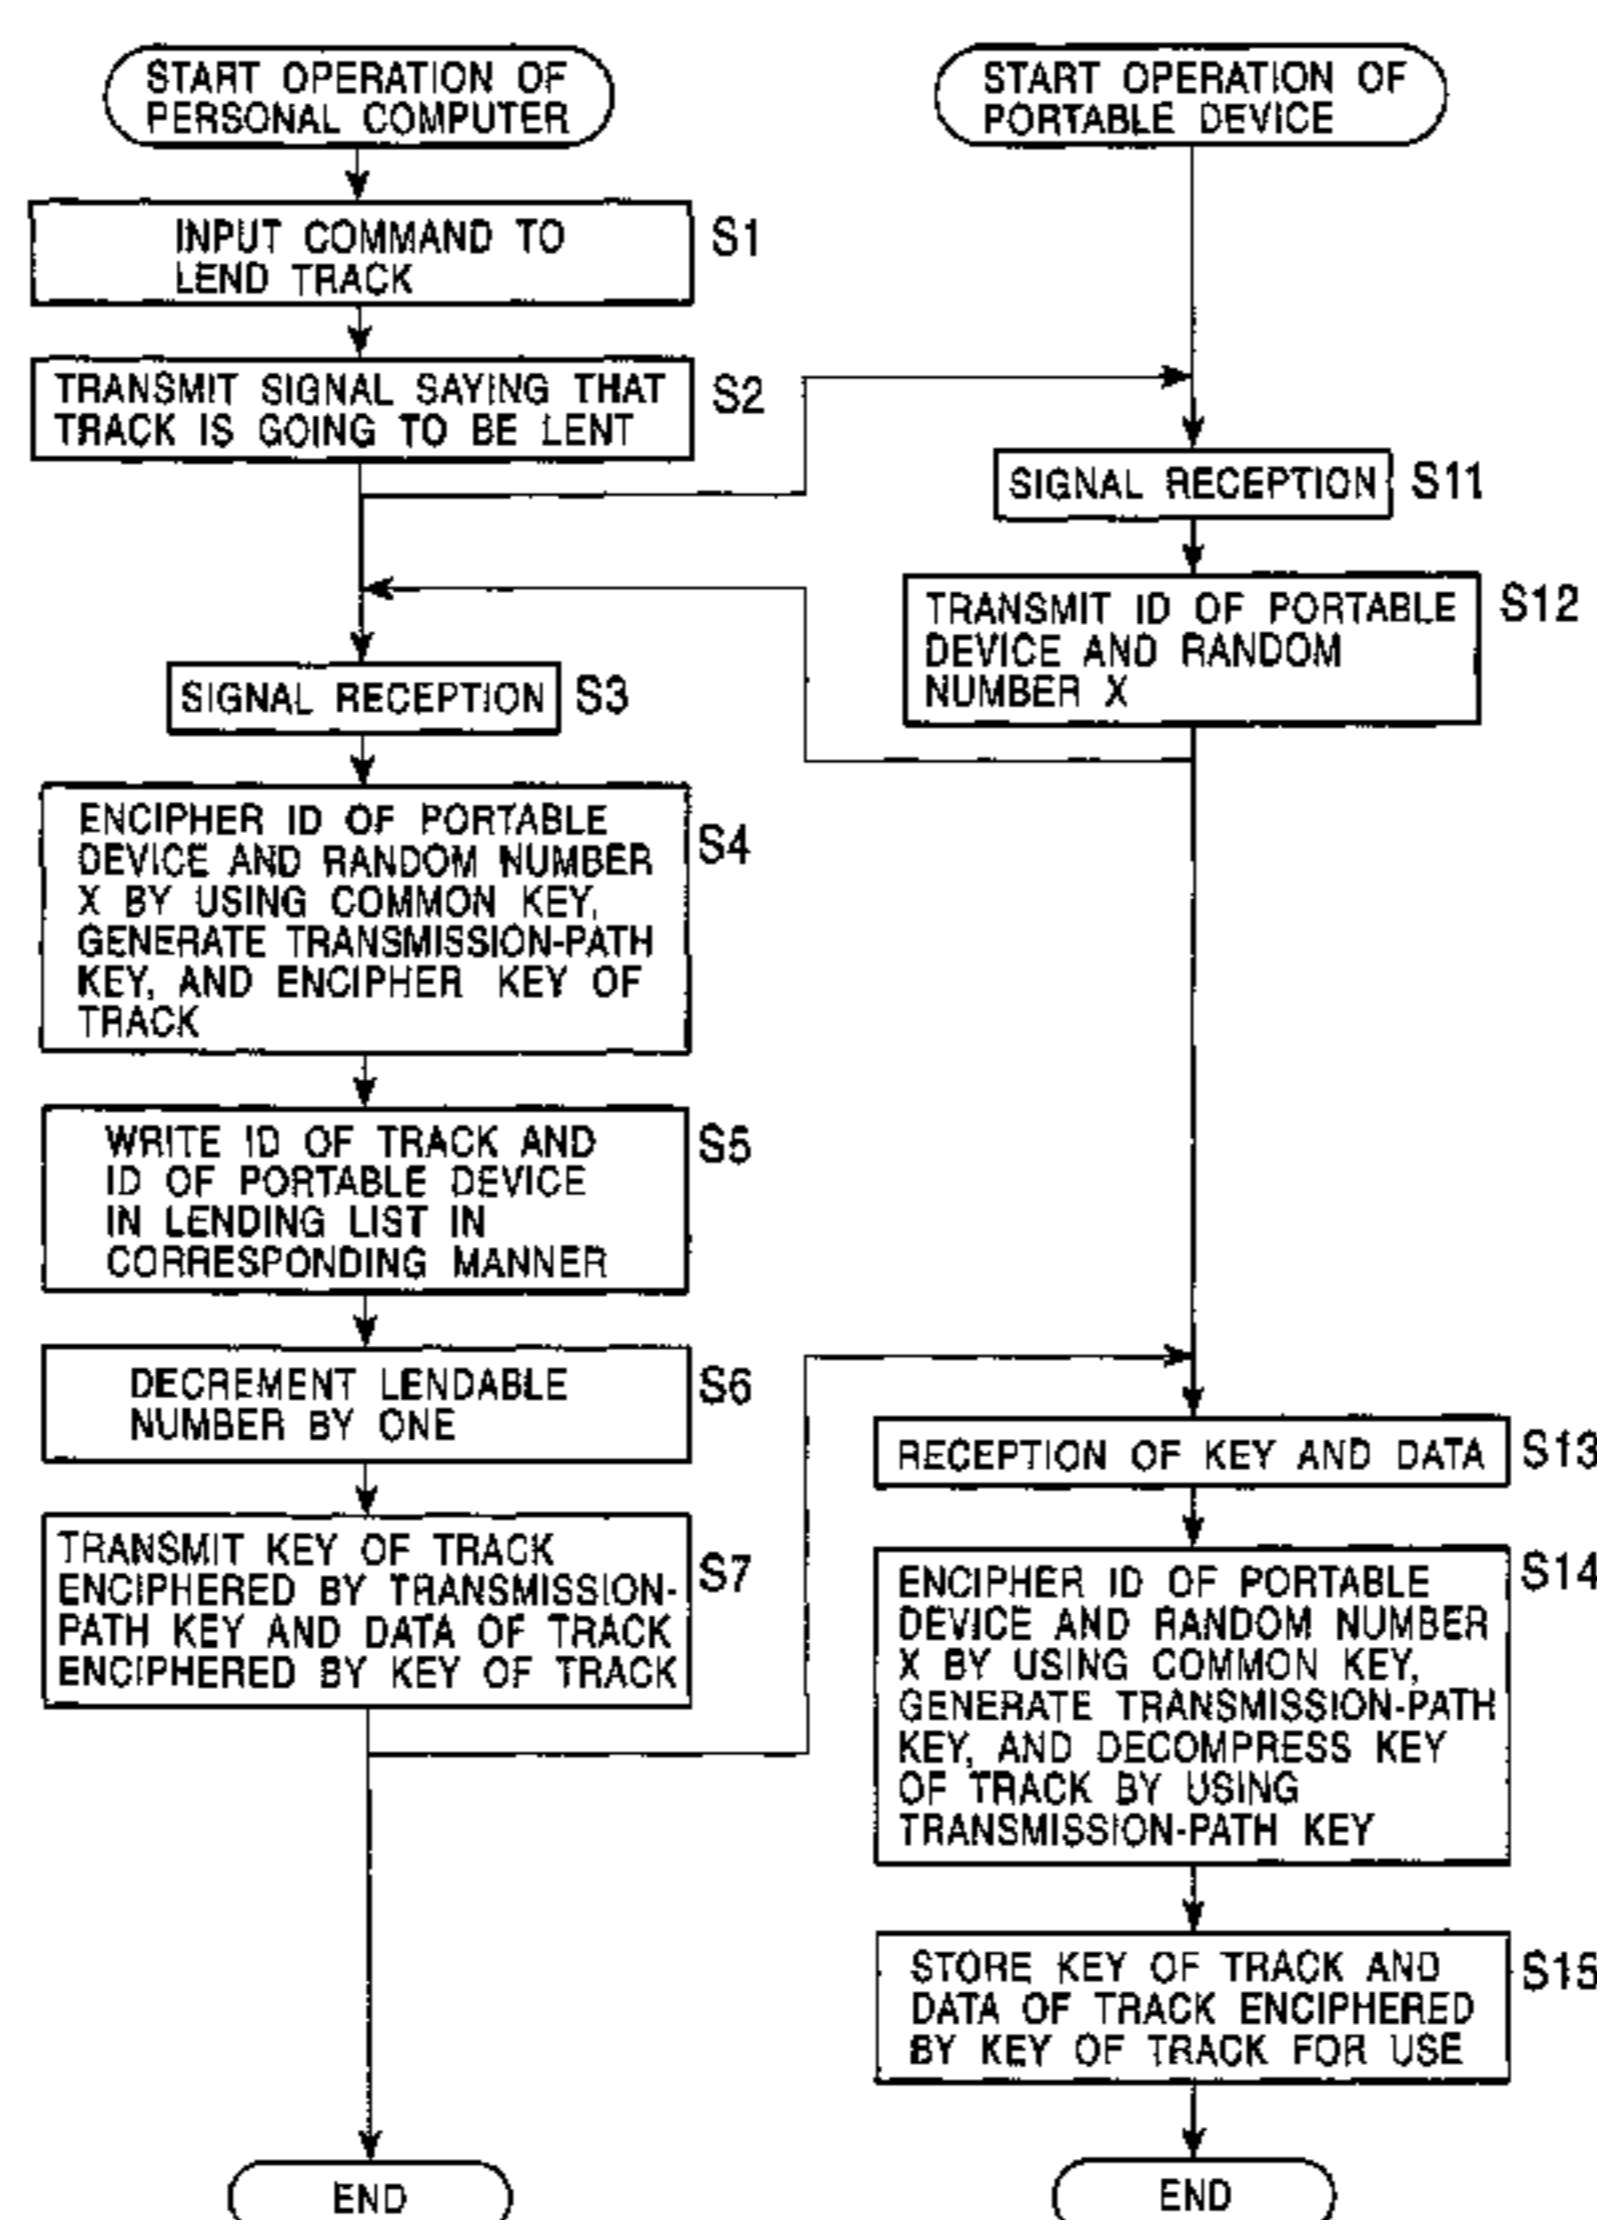 START OPERATION OF
PERSONAL COMPUTER
INPUT COMMAND TO
LEND TRACK
S1
TRANSMIT SIGNAL SAYING THAT
TRACK IS GOING TO BE LENT
S2
SIGNAL RECEPTION
S3
ENCIPHER ID OF PORTABLE
DEVICE AND RANDOM NUMBER
X BY USING COMMON KEY,
GENERATE TRANSMISSION-PATH
KEY, AND ENCIPHER KEY OF
TRACK
S4
WRITE ID OF TRACK AND
ID OF PORTABLE DEVICE
IN LENDING LIST IN
CORRESPONDING MANNER
S5
DECREMENT LENDABLE
NUMBER BY ONE
S6
TRANSMIT KEY OF TRACK
ENCIPHERED BY TRANSMISSION-
PATH KEY AND DATA OF TRACK
ENCIPHERED BY KEY OF TRACK
S7
END
START OPERATION OF
PORTABLE DEVICE
SIGNAL RECEPTION
S11
TRANSMIT ID OF PORTABLE
DEVICE AND RANDOM
NUMBER X
S12
RECEPTION OF KEY AND DATA
S13
ENCIPHER ID OF PORTABLE
DEVICE AND RANDOM NUMBER
X BY USING COMMON KEY,
GENERATE TRANSMISSION-PATH
KEY, AND DECOMPRESS KEY
OF TRACK BY USING
TRANSMISSION-PATH KEY
S14
STORE KEY OF TRACK AND
DATA OF TRACK ENCIPHERED
BY KEY OF TRACK FOR USE
S15
END